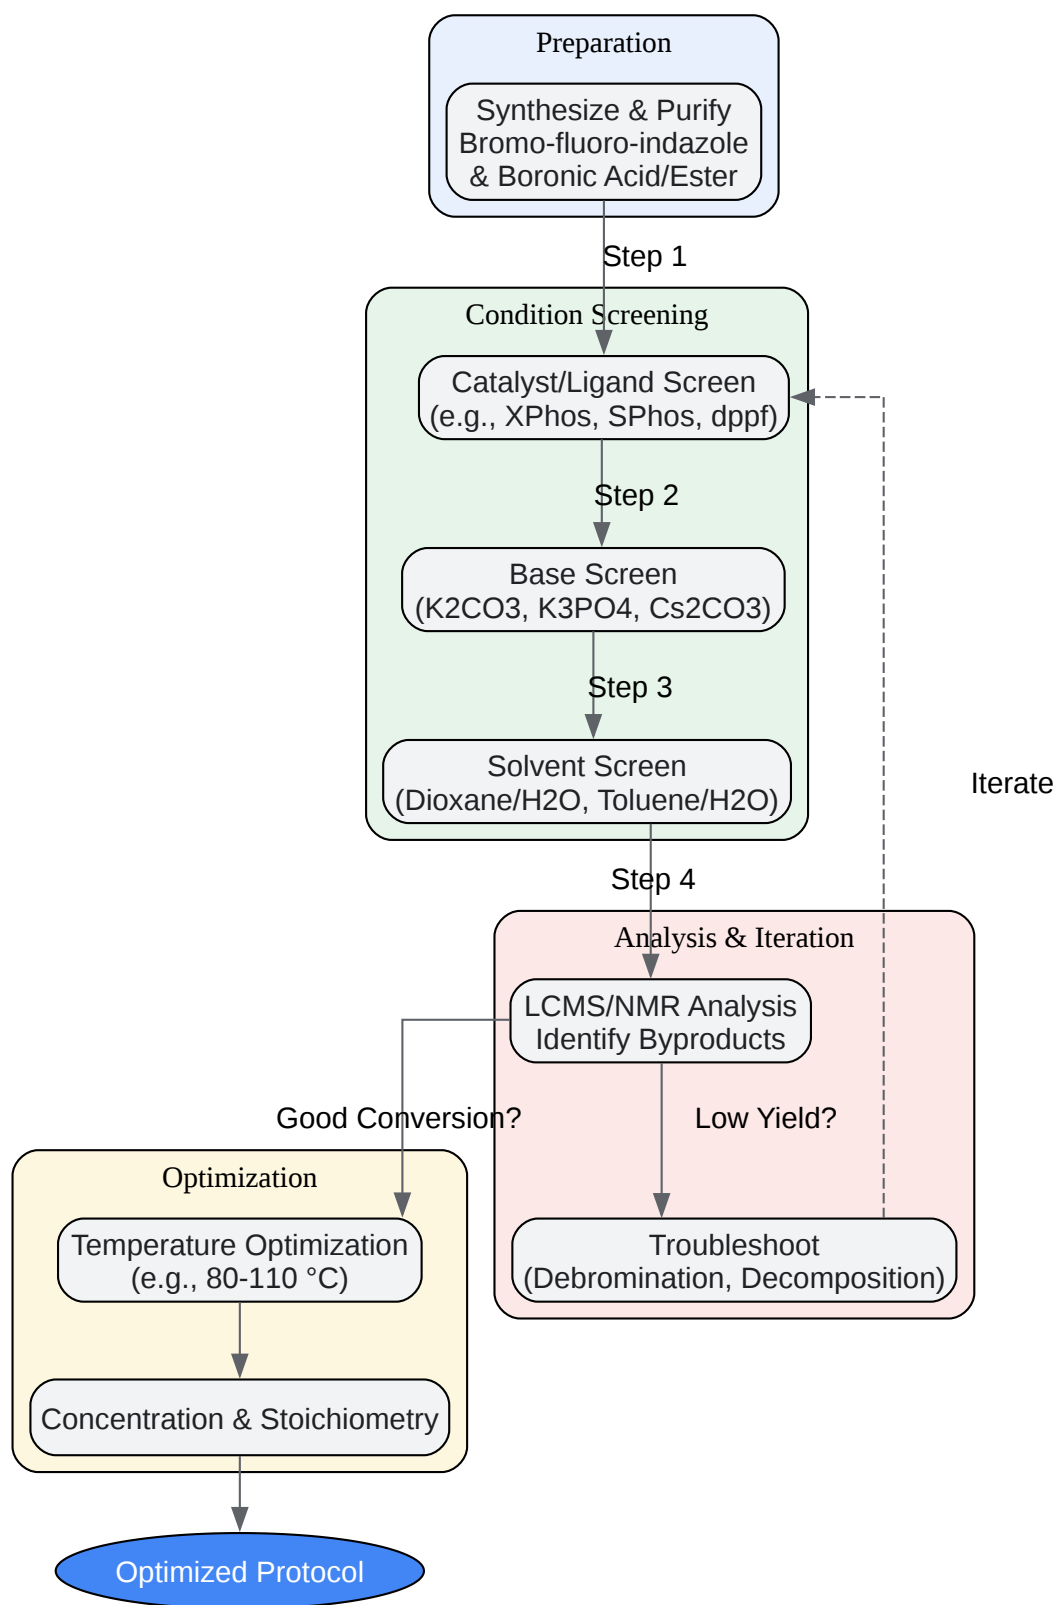 Preparation
Synthesize & Purify
Bromo-fluoro-indazole
& Boronic Acid/Ester
Step 1
Condition Screening
Catalyst/Ligand Screen
(e.g., XPhos, SPhos, dppf)
Step 2
Base Screen
(K2CO3, K3PO4, Cs2CO3)
Step 3
Solvent Screen
(Dioxane/H2O, Toluene/H2O)
Iterate
Step 4
Analysis & Iteration
LCMS/NMR Analysis
Identify Byproducts
Good Conversion?
Low Yield?
Optimization
Temperature Optimization
(e.g., 80-110 °C)
Troubleshoot
(Debromination, Decomposition)
Concentration & Stoichiometry
Optimized Protocol